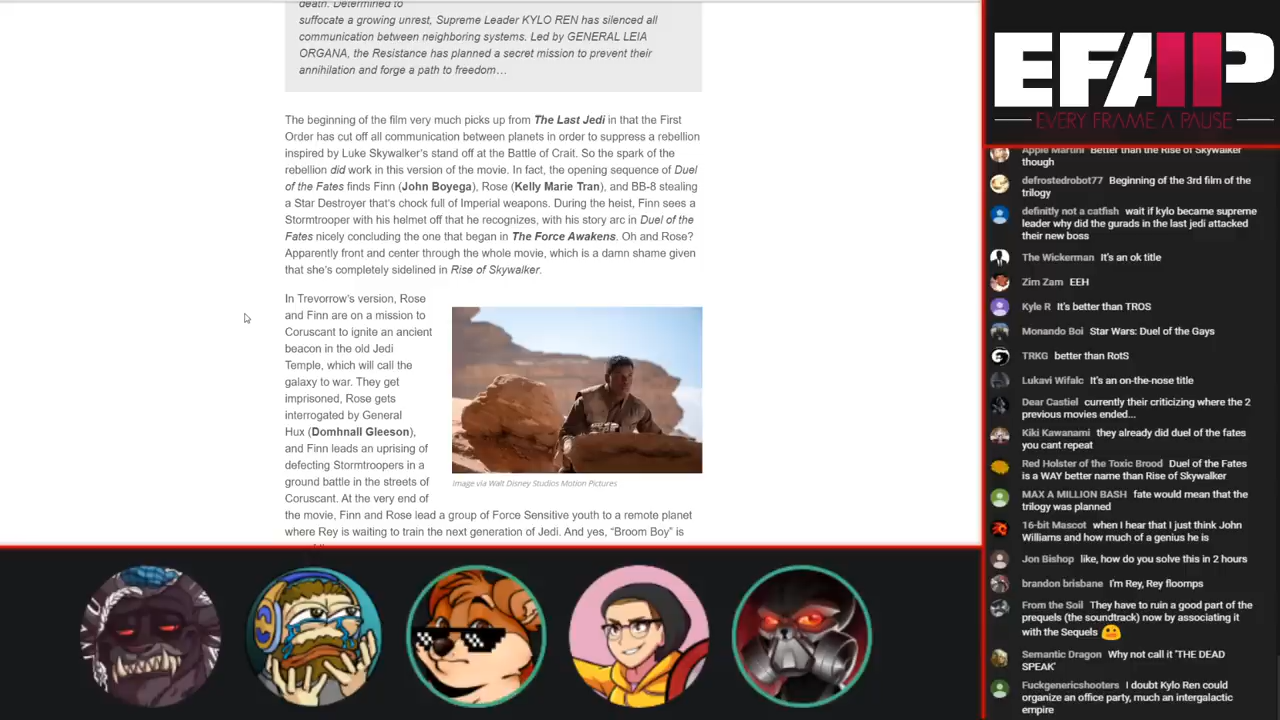 death. Determined to
suffocate a growing unrest, Supreme Leader KYLO REN has silenced all
communication between neighboring systems. Led by GENERAL LEIA
ORGANA, the Resistance has planned a secret mission to prevent their
annihilation and forge a path to freedom…
The beginning of the film very much picks up from The Last Jedi in that the First
Order has cut off all communication between planets in order to suppress a rebellion
inspired by Luke Skywalker's stand off at the Battle of Crait. So the spark of the
rebellion did work in this version of the movie. In fact, the opening sequence of Duel
of the Fates finds Finn (John Boyega), Rose (Kelly Marie Tran), and BB-8 stealing
a Star Destroyer that's chock full of Imperial weapons. During the heist, Finn sees a
Stormtrooper with his helmet off that he recognizes, with his story arc in Duel of the
Fates nicely concluding the one that began in The Force Awakens. Oh and Rose?
Apparently front and center through the whole movie, which is a damn shame given
that she's completely sidelined in Rise of Skywalker.
In Trevorrow's version, Rose
and Finn are on a mission to
Coruscant to ignite an ancient
beacon in the old Jedi
Temple, which will call the
galaxy to war. They get
imprisoned, Rose gets
interrogated by General
Hux (Domhnall Gleeson),
and Finn leads an uprising of
defecting Stormtroopers in a
ground battle in the streets of
Coruscant. At the very end of
the movie, Finn and Rose lead a group of Force Sensitive youth to a remote planet
where Rey is waiting to train the next generation of Jedi. And yes, "Broom Boy" is
Image via Walt Disney Studios Motion Pictures
EFAP
EVERY FRAME A PAUSE
Apple Martini Better than the Rise of Skywalker
though
defrostedrobot77 Beginning of the 3rd film of the
trilogy
definitly not a catfish wait if kylo became supreme
leader why did the gurads in the last jedi attacked
their new boss
The Wickerman It's an ok title
Zim Zam EEH
Kyle R It's better than TROS
Monando Boi Star Wars: Duel of the Gays
TRKG better than RotS
Lukavi Wifalc It's an on-the-nose title
Dear Castiel currently their criticizing where the 2
previous movies ended...
Kiki Kawanami they already did duel of the fates
you cant repeat
Red Holster of the Toxic Brood Duel of the Fates
is a WAY better name than Rise of Skywalker
MAX A MILLION BASH fate would mean that the
trilogy was planned
16-bit Mascot when I hear that I just think John
Williams and how much of a genius he is
Jon Bishop like, how do you solve this in 2 hours
brandon brisbane I'm Rey, Rey floomps
From the Soil They have to ruin a good part of the
prequels (the soundtrack) now by associating it
with the Sequels
Semantic Dragon Why not call it 'THE DEAD
SPEAK'
Fuckgenericshooters I doubt Kylo Ren could
organize an office party, much an intergalactic
empire